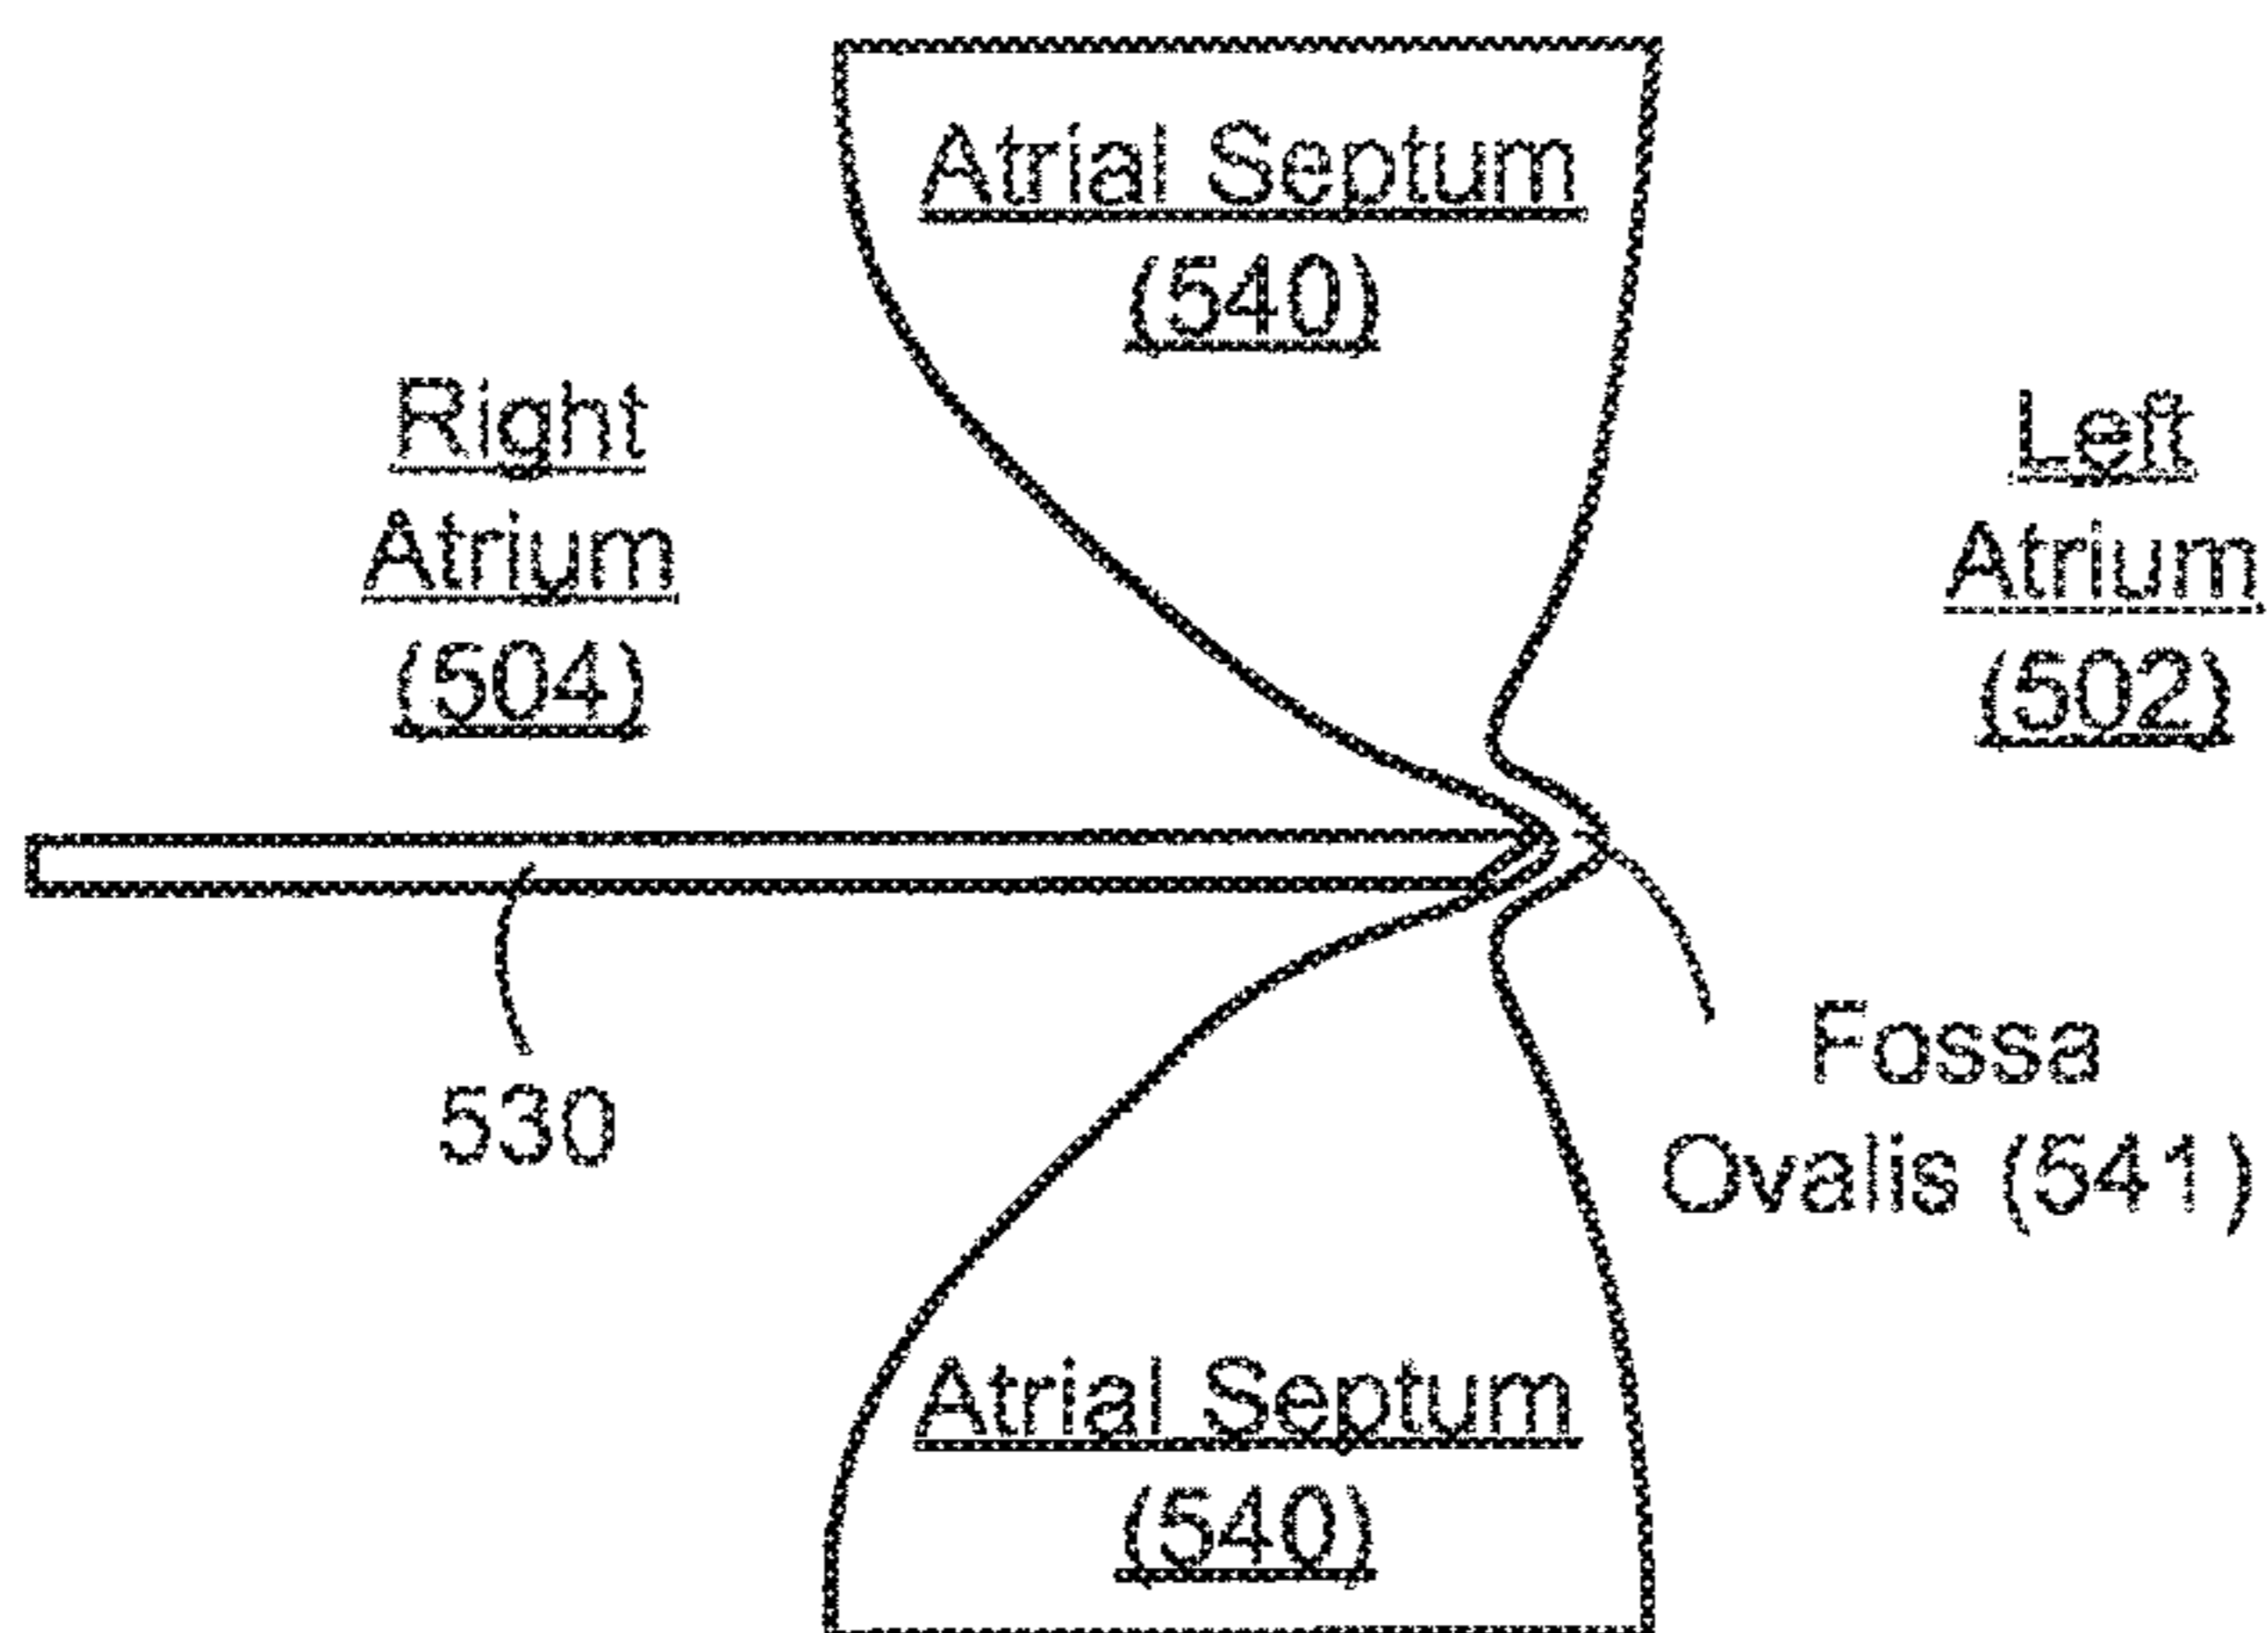 Atrial Septum
(540)
Right
Atrium
(504)
Left
Atrium
(502)
530
Fossa
Ovalis (541)
Atrial Septum
(540)